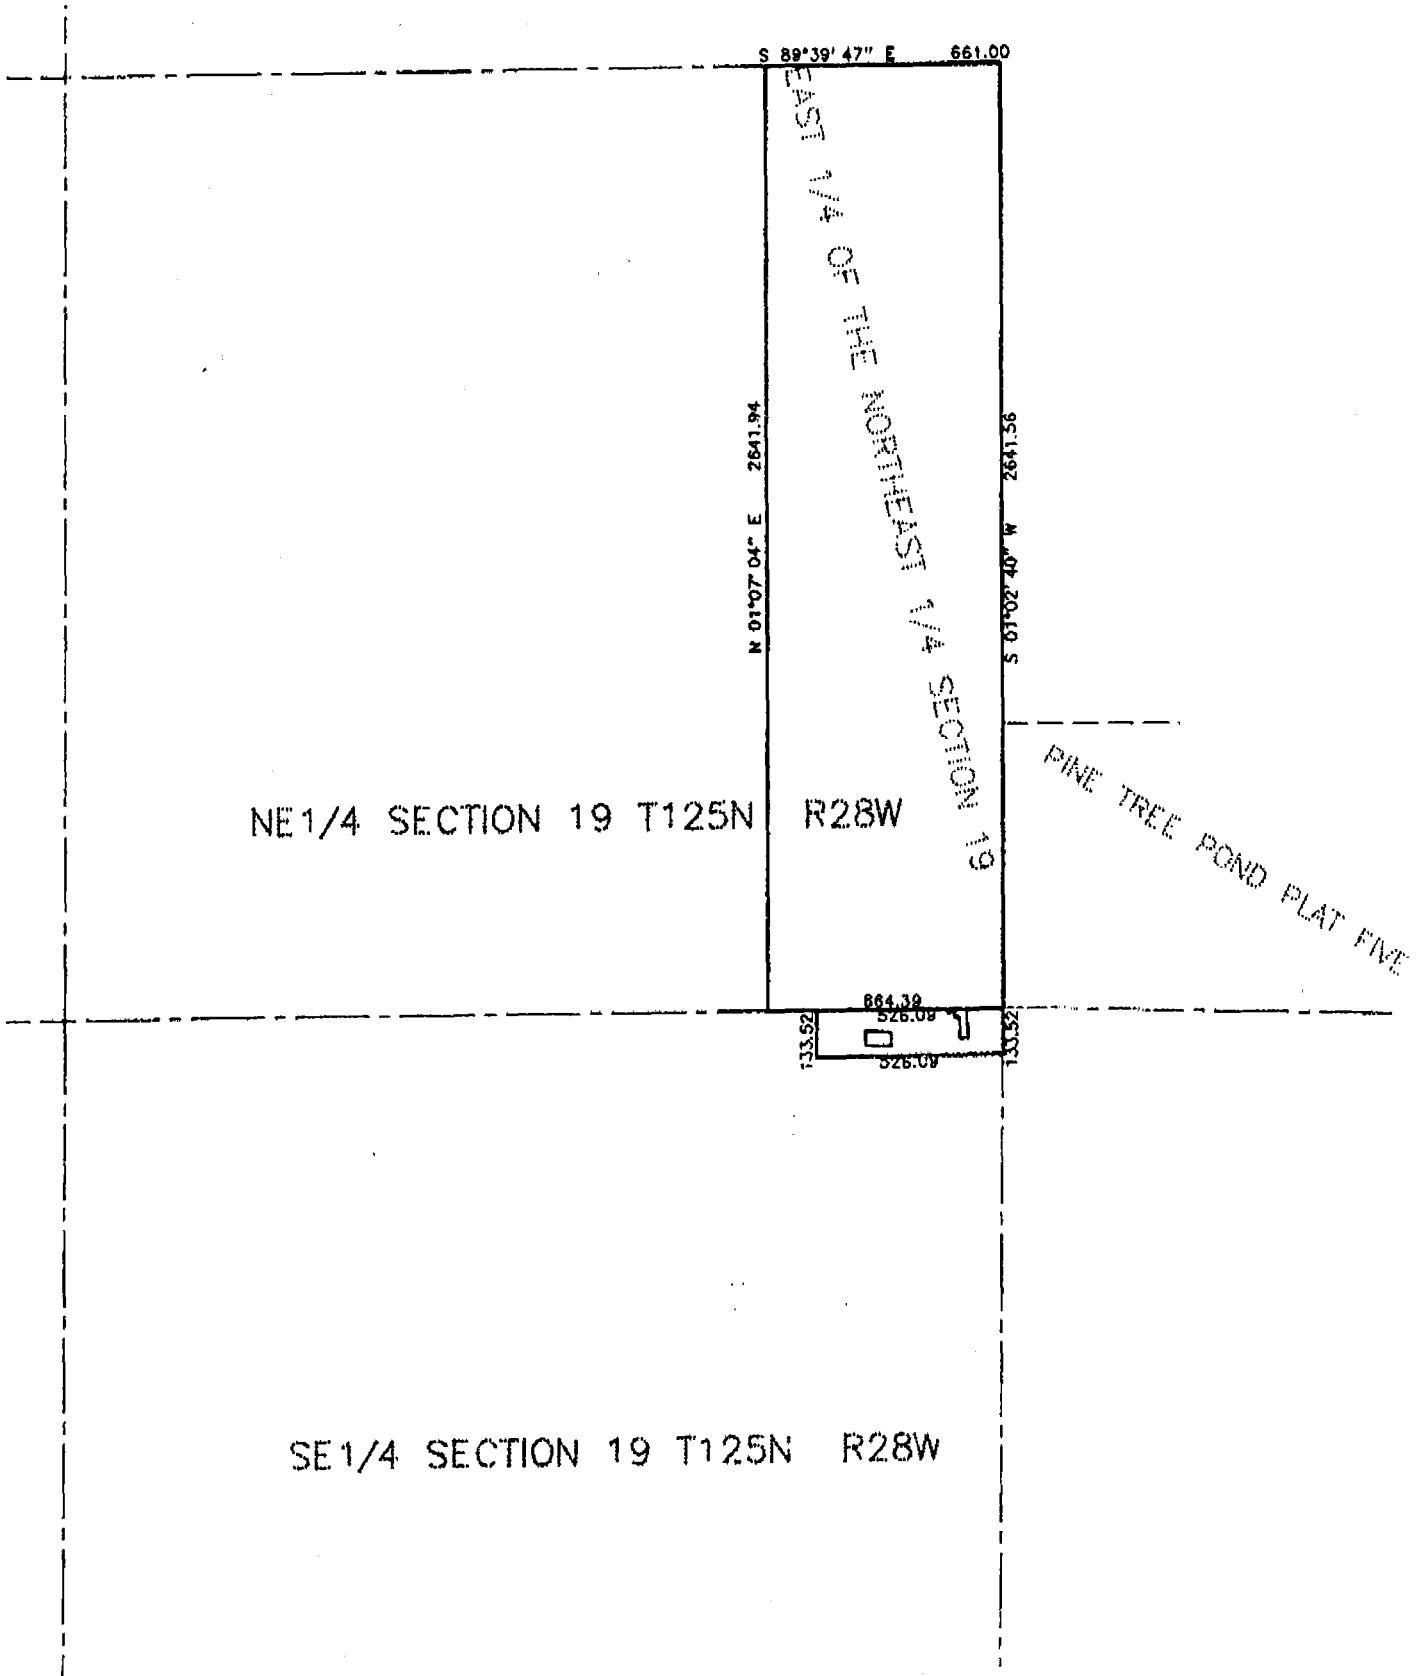 S 89°39'47" E 661.00
EAST 1/4 OF THE NORTHEAST 1/4 SECTION 19
N 01°07'04" E 2641.94
S 01°02'40" W 2641.56
PINE TREE POND PLAT FIVE
NE1/4 SECTION 19 T125N R28W
664.39
526.09
133.52
133.52
526.09
SE1/4 SECTION 19 T125N R28W